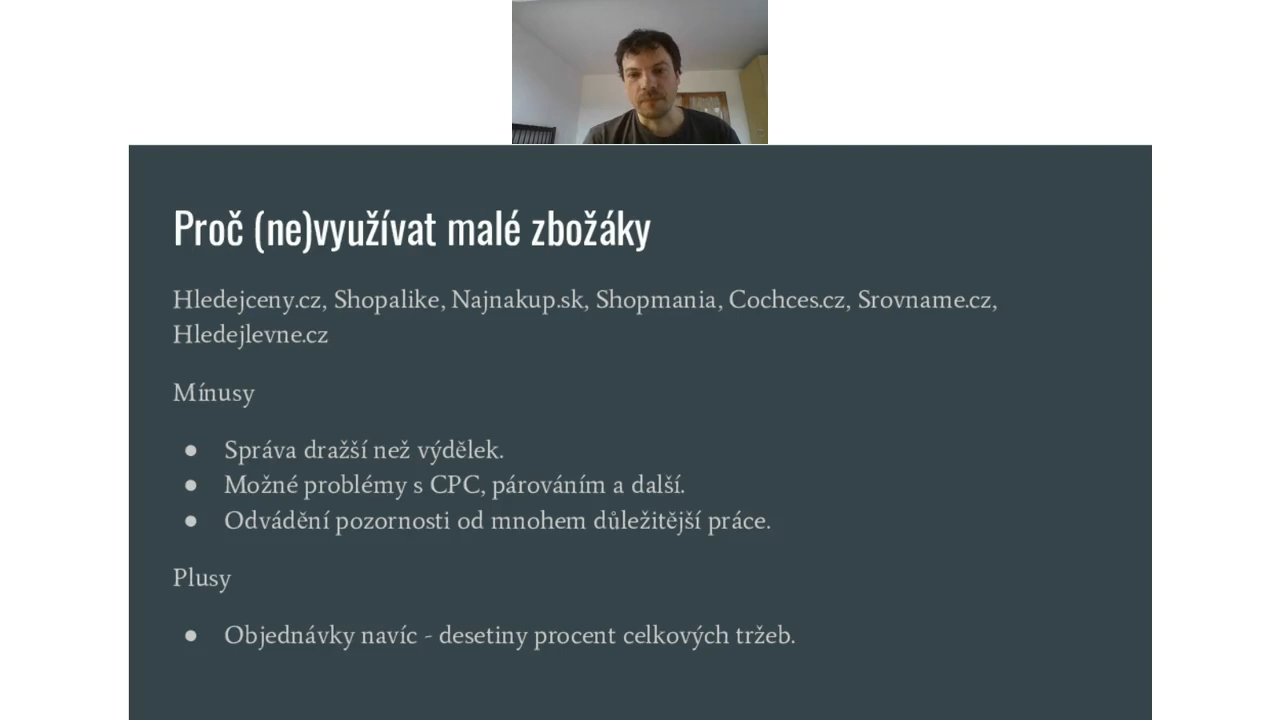 Proč (ne)využívat malé zbožáky
Hledejceny.cz, Shopalike, Najnakup.sk, Shopmania, Cochces.cz, Srovname.cz,
Hledejlevne.cz
Mínusy
● Správa dražší než výdělek.
● Možné problémy s CPC, párováním a další.
● Odvádění pozornosti od mnohem důležitější práce.
Plusy
● Objednávky navíc - desetiny procent celkových tržeb.